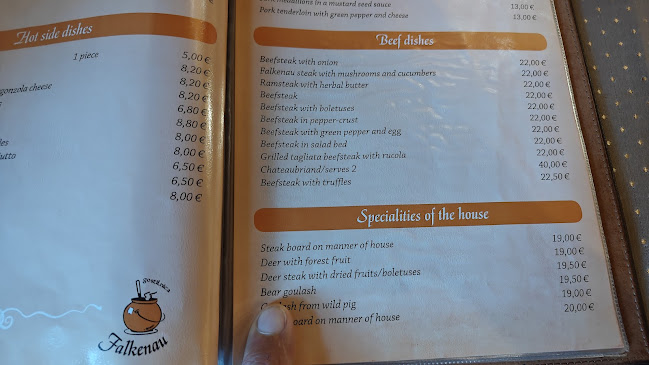 Hot side dishes
1 piece 5,00 €
8,20 €
gonzola cheese 8,20 €
8,20 €
6,80 €
8,80 €
8,00 €
8,00 €
6,50 €
6,50 €
8,00 €
Falkenau
medallions in a mustard seed sauce 13,00 €
Pork tenderloin with green pepper and cheese 13,00 €
Beef dishes
Beefsteak with onion 22,00 €
Falkenau steak with mushrooms and cucumbers 22,00 €
Ramsteak with herbal butter 22,00 €
Beefsteak 22,00 €
Beefsteak with boletuses 22,00 €
Beefsteak in pepper-crust 22,00 €
Beefsteak with green pepper and egg 22,00 €
Beefsteak in salad bed 22,00 €
Grilled tagliata beefsteak with rucola 22,00 €
Chateaubriand/serves 2 40,00 €
Beefsteak with truffles 22,50 €
Specialities of the house
Steak board on manner of house 19,00 €
Deer with forest fruit 19,00 €
Deer steak with dried fruits/boletuses 19,50 €
Bear goulash 19,50 €
from wild pig 19,00 €
board on manner of house 20,00 €